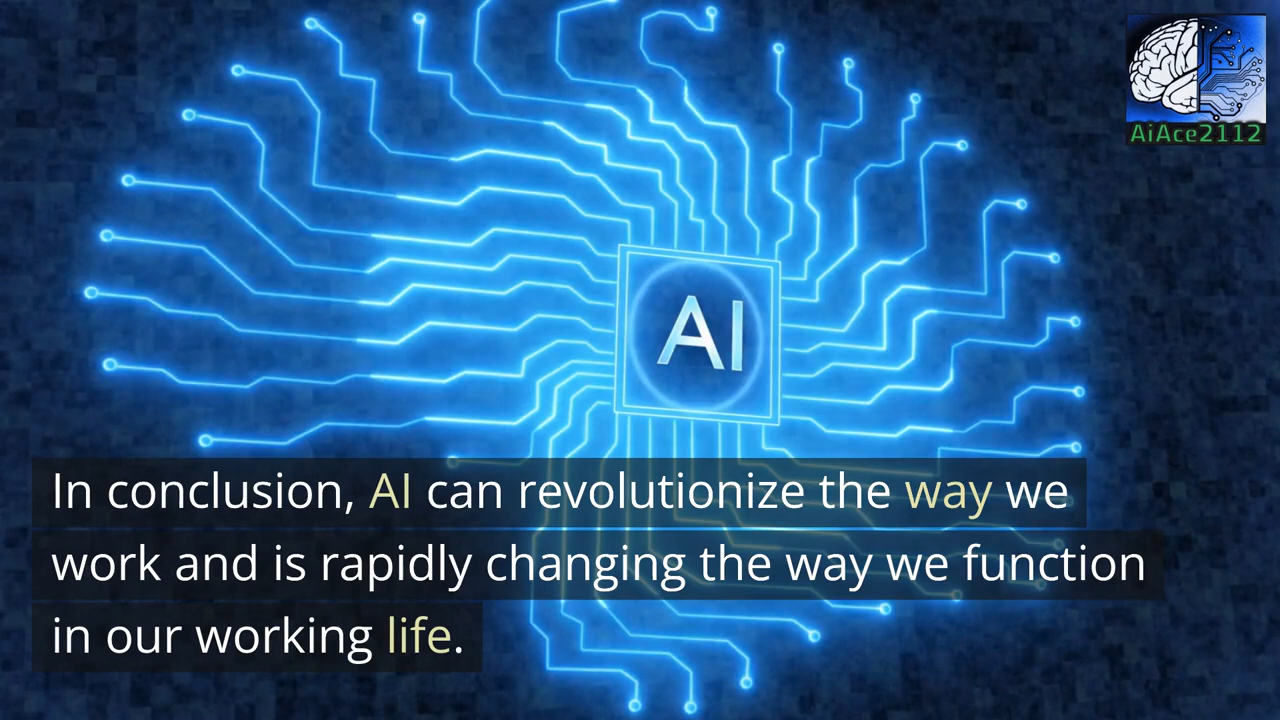 AiAce2112
AI
In conclusion, AI can revolutionize the way we
work and is rapidly changing the way we function
in our working life.